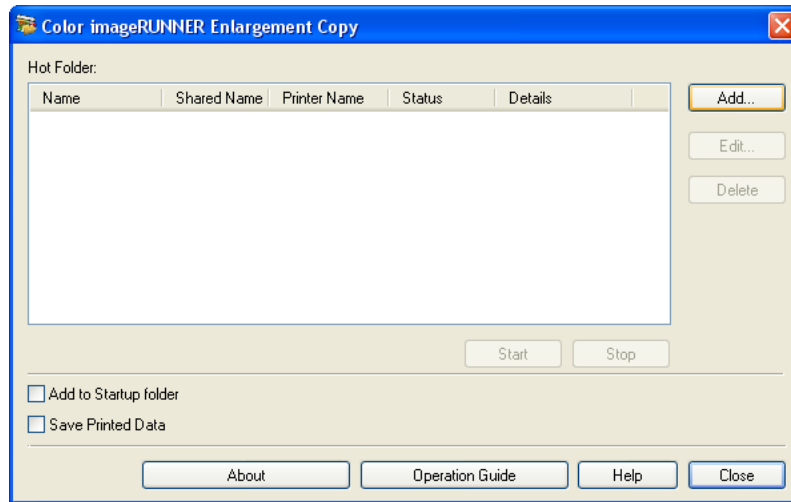 Color imageRUNNER Enlargement Copy
Hot Folder:
Name Shared Name Printer Name Status Details
Add...
Edit...
Delete
Start Stop
Add to Startup folder
Save Printed Data
About Operation Guide Help Close